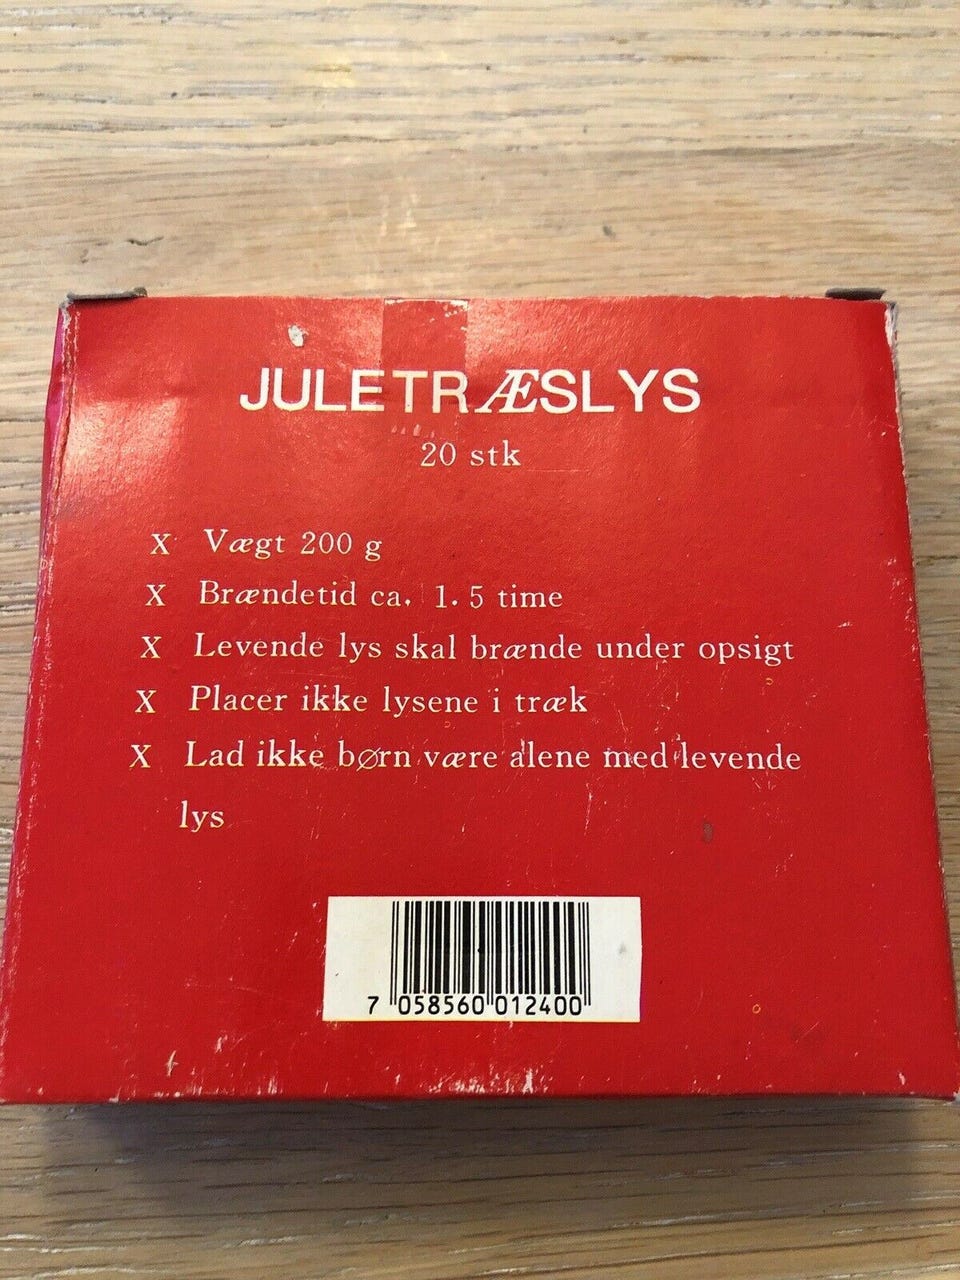 JULETRÆSLYS
20 stk
X Vægt 200 g
X Brændetid ca. 1.5 time
X Levende lys skal brænde under opsigt
X Placer ikke lysene i træk
X Lad ikke børn være alene med levende
lys
7 058560 012400